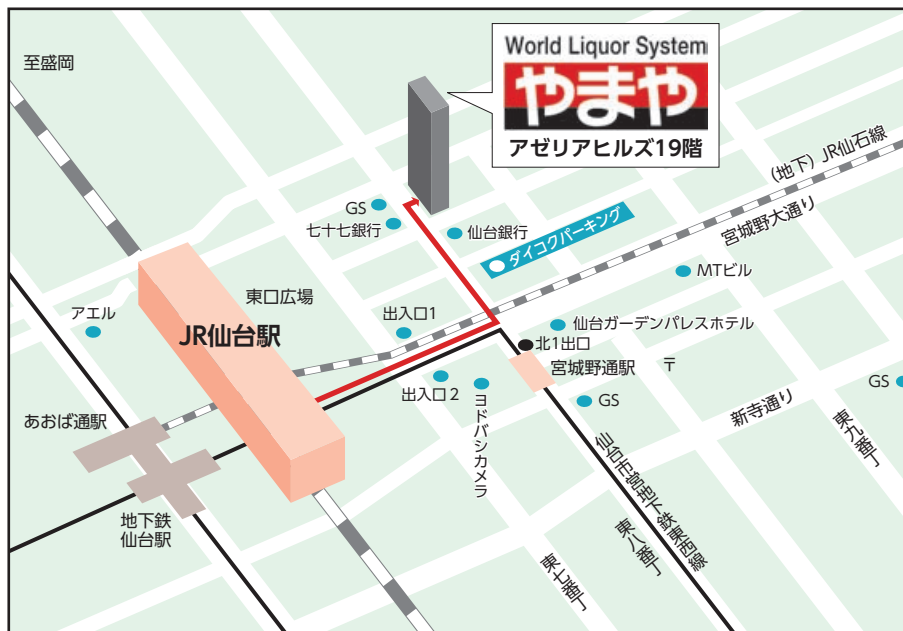 至盛岡
World Liquor System
やまや
アゼリアヒルズ19階
(地下)JR仙石線
宮城野大通り
GS
七十七銀行
仙台銀行
ダイコクパーキング
MTビル
東口広場
アエル
JR仙台駅
出入口1
仙台ガーデンパレスホテル
北1出口
宮城野通駅
〒
出入口2
ヨドバシカメラ
GS
GS
新寺通り
あおば通駅
地下鉄
仙台駅
仙台市営地下鉄東西線
東七番丁
東八番丁
東九番丁